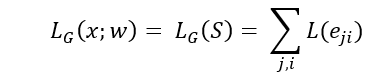 L_G(x; w) = L_G(S) = ∑_{j,i} L(e_{ji})